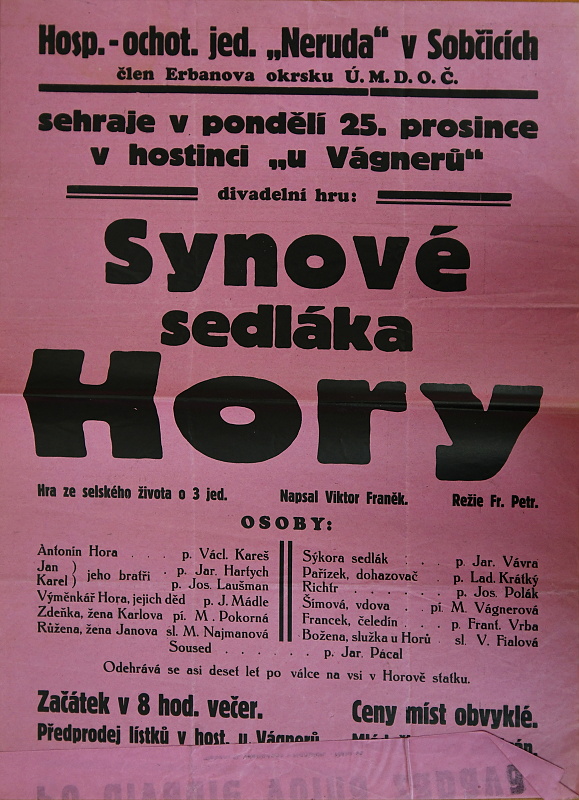 Hosp.-ochot. jed. „Neruda“ v Sobčicích
člen Erbanova okrsku Ú. M. D. O. Č.
sehraje v pondělí 25. prosince
v hostinci „u Vágnerů“
divadelní hru:
Synové
sedláka
Hory
Hra ze selského života o 3 jed. Napsal Viktor Franěk. Režie Fr. Petr.
OSOBY:
Antonín Hora . . . p. Václ. Kareš
Jan ) jeho bratři . p. Jar. Hartych
Karel ) p. Jos. Laušman
Výměnkář Hora, jejich děd . p. J. Mádle
Zdeňka, žena Karlova pí. M. Pokorná
Růžena, žena Janova sl. M. Najmanová
Sýkora sedlák . . . p. Jar. Vávra
Pařízek, dohazovač . p. Lad. Krátký
Richtr . . . . . p. Jos. Polák
Šímová, vdova . . pí. M. Vágnerová
Francek, čeledín . . p. Frant. Vrba
Božena, služka u Horů . sl. V. Fialová
Soused . . . . . . p. Jar. Pácal
Odehrává se asi deset let po válce na vsi v Horově statku.
Začátek v 8 hod. večer. Ceny míst obvyklé.
Předprodej lístků v host. u Vágnerů